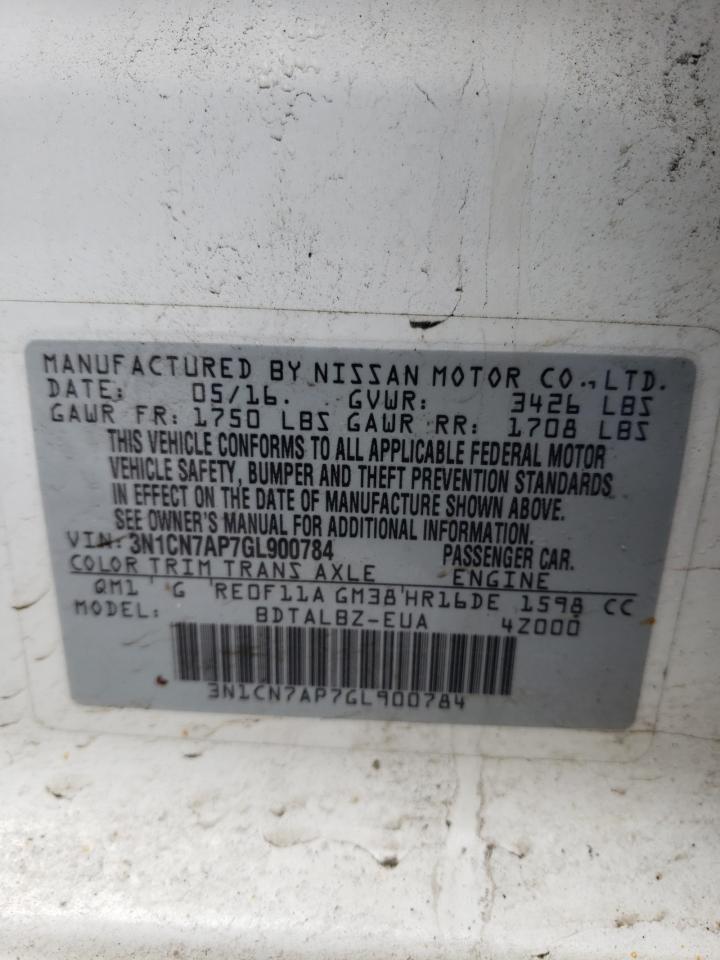 MANUFACTURED BY NISSAN MOTOR CO., LTD.
DATE: 05/16. GVWR: 3426 LBS
GAWR FR: 1750 LBS GAWR RR: 1708 LBS
THIS VEHICLE CONFORMS TO ALL APPLICABLE FEDERAL MOTOR
VEHICLE SAFETY, BUMPER AND THEFT PREVENTION STANDARDS
IN EFFECT ON THE DATE OF MANUFACTURE SHOWN ABOVE.
SEE OWNER'S MANUAL FOR ADDITIONAL INFORMATION.
VIN: 3N1CN7AP7GL900784 PASSENGER CAR.
COLOR TRIM TRANS AXLE ENGINE
QM1 ' G 'RE0F11A GM38'HR16DE 1598 CC
MODEL: BDTALBZ-EUA 4Z000
3N1CN7AP7GL900784